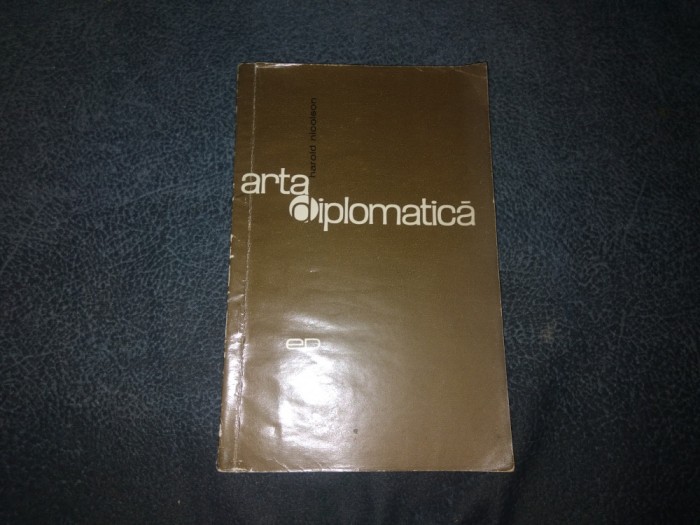 harold nicolson
arta
diplomatică
ep